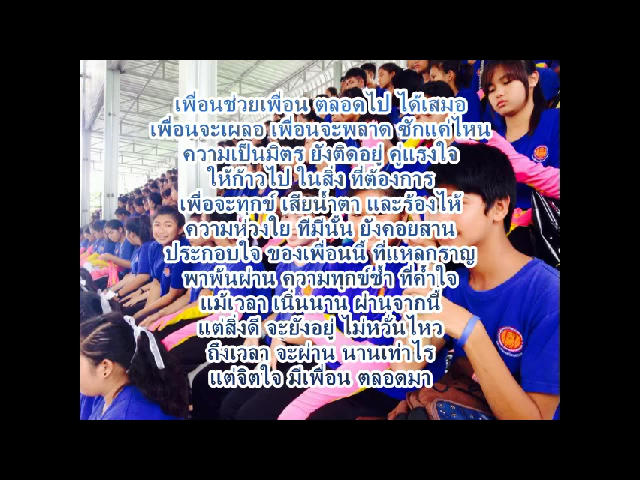 เพื่อนช่วยเพื่อน ตลอดไป ได้เสมอ
เพื่อนจะเผลอ เพื่อนจะพลาด ซักแค่ไหน
ความเป็นมิตร ยังติดอยู่ คู่แรงใจ
ให้ก้าวไป ในสิ่ง ที่ต้องการ
เพื่อจะทุกข์ เสียน้ำตา และร้องไห้
ความห่วงใย ที่มีนั้น ยังคอยสาน
ประกอบใจ ของเพื่อนนี้ ที่แหลกราญ
พาพ้นผ่าน ความทุกข์ซ้ำ ที่ค้ำใจ
แม้เวลา เนิ่นนาน ผ่านจากนี้
แต่สิ่งดี จะยังอยู่ ไม่หวั่นไหว
ถึงเวลา จะผ่าน นานเท่าไร
แต่จิตใจ มีเพื่อน ตลอดมา